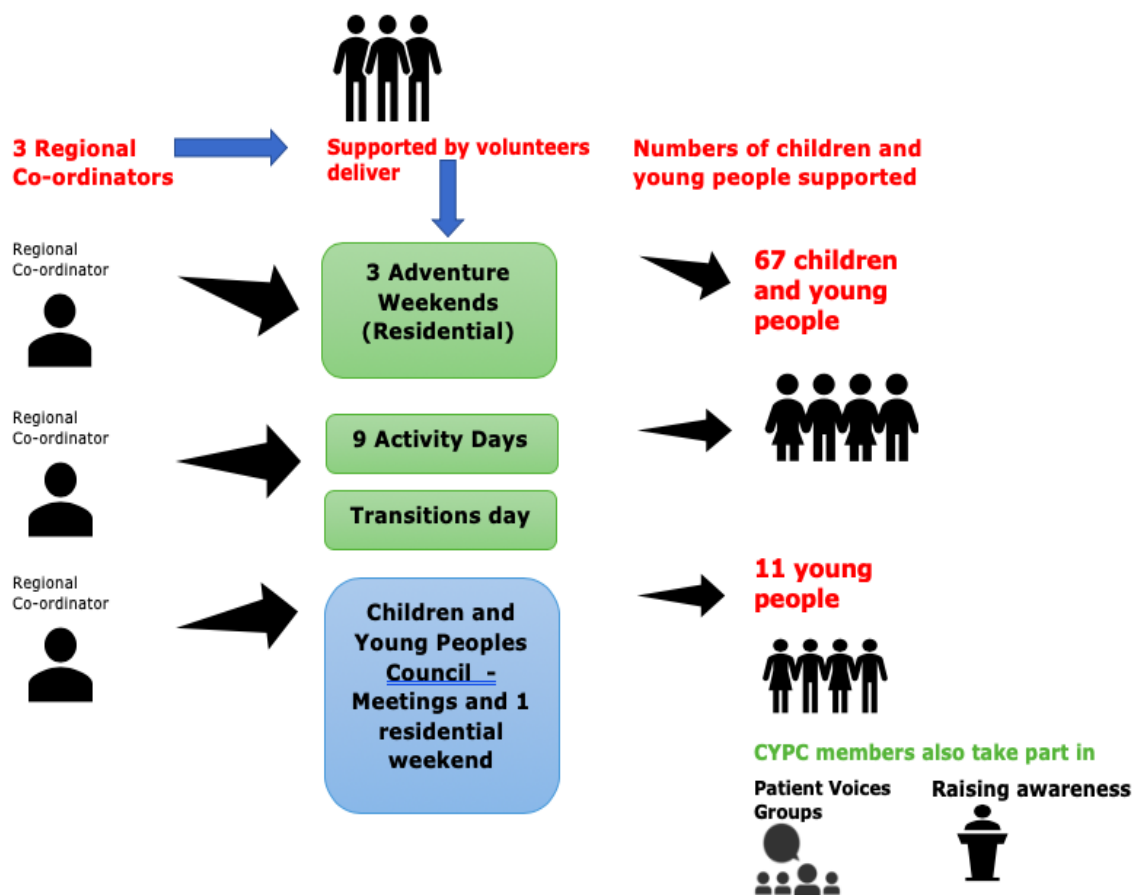 3 Regional
Co-ordinators
Supported by volunteers
deliver
Numbers of children and
young people supported
Regional
Co-ordinator
3 Adventure
Weekends
(Residential)
67 children
and young
people
Regional
Co-ordinator
9 Activity Days
Transitions day
Regional
Co-ordinator
Children and
Young Peoples
Council -
Meetings and 1
residential
weekend
11 young
people
CYPC members also take part in
Patient Voices
Groups
Raising awareness